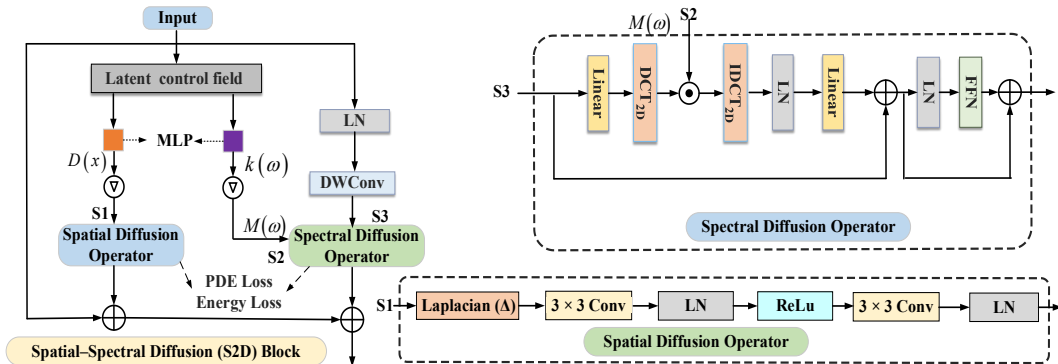 Input
Latent control field
MLP
D(x)
k(ω)
∇
∇
LN
DWConv
S1
S3
M(ω)
S2
Spatial Diffusion
Operator
Spectral Diffusion
Operator
PDE Loss
Energy Loss
Spatial–Spectral Diffusion (S2D) Block
S2
M(ω)
S3
Linear
DCT2D
IDCT2D
LN
Linear
LN
FFN
Spectral Diffusion Operator
S1
Laplacian (Δ)
3 × 3 Conv
LN
ReLu
3 × 3 Conv
LN
Spatial Diffusion Operator